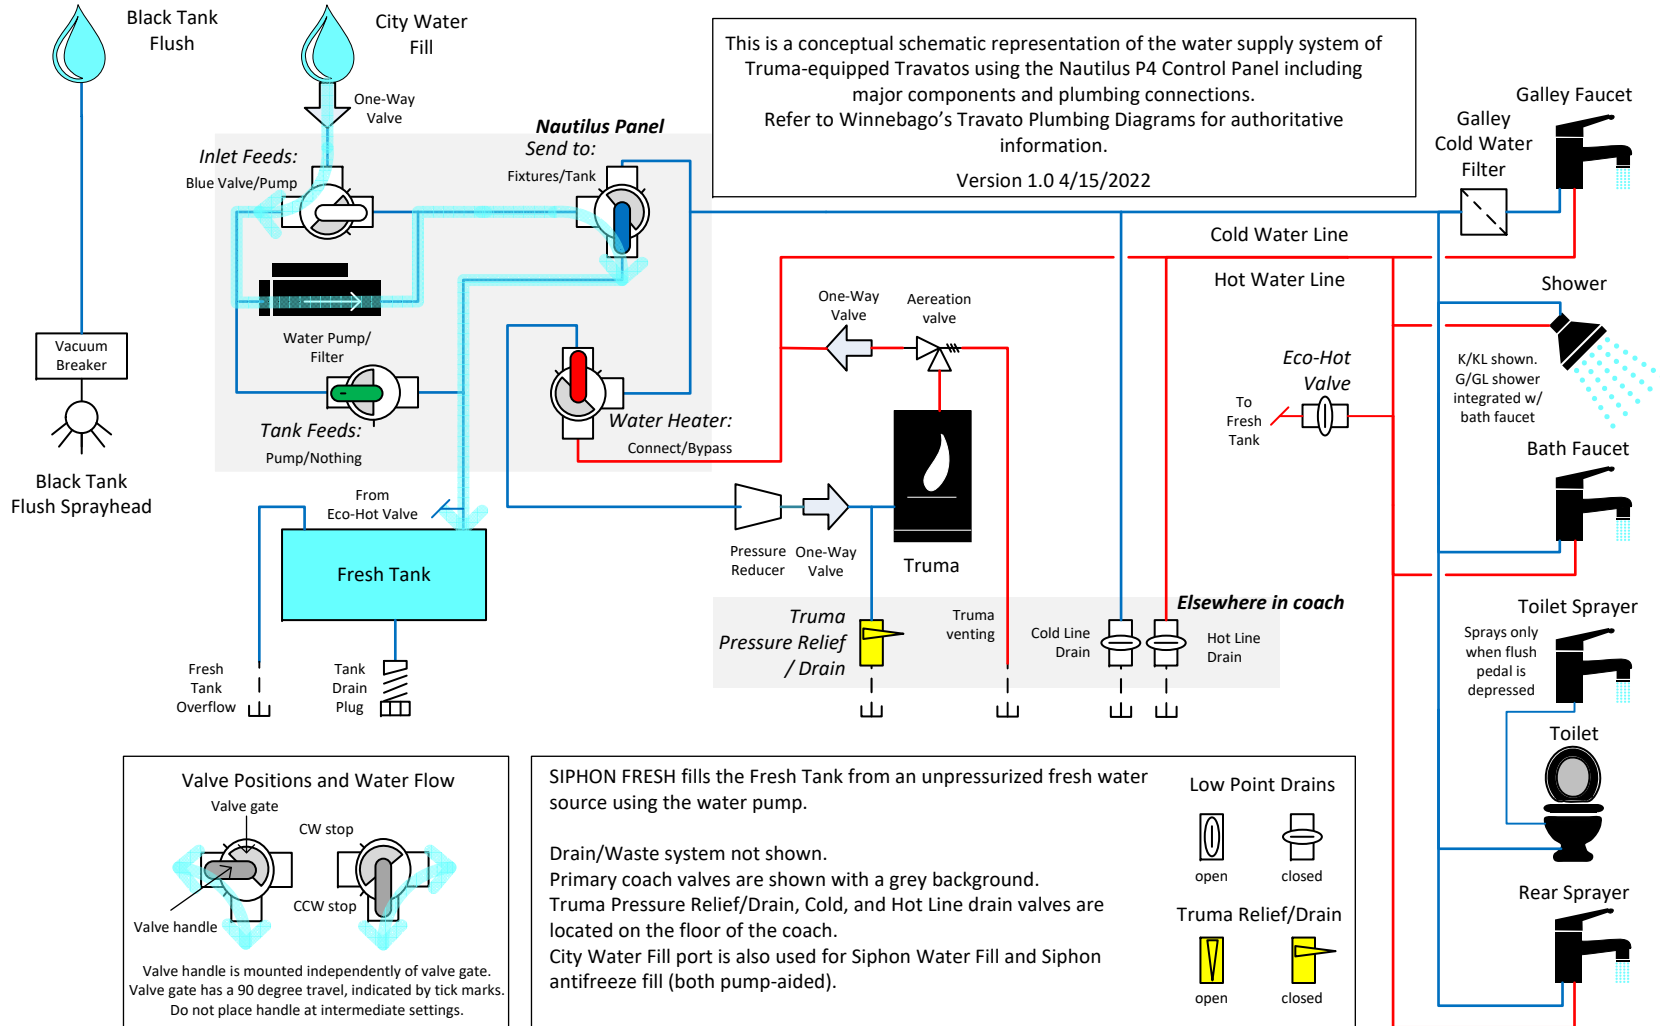 Black Tank
Flush
City Water
Fill
One-Way
Valve
This is a conceptual schematic representation of the water supply system of
Truma-equipped Travatos using the Nautilus P4 Control Panel including
major components and plumbing connections.
Refer to Winnebago's Travato Plumbing Diagrams for authoritative
information.
Version 1.0 4/15/2022
Galley Faucet
Galley
Cold Water
Filter
Nautilus Panel
Inlet Feeds:
Blue Valve/Pump
Send to:
Fixtures/Tank
Cold Water Line
Hot Water Line
Shower
One-Way
Valve
Aereation
valve
Water Pump/
Filter
Vacuum
Breaker
Eco-Hot
Valve
To
Fresh
Tank
K/KL shown.
G/GL shower
integrated w/
bath faucet
Tank Feeds:
Pump/Nothing
Water Heater:
Connect/Bypass
Bath Faucet
Black Tank
Flush Sprayhead
From
Eco-Hot Valve
Pressure
Reducer
One-Way
Valve
Truma
Fresh Tank
Elsewhere in coach
Truma
Pressure Relief
/ Drain
Truma
venting
Cold Line
Drain
Hot Line
Drain
Toilet Sprayer
Sprays only
when flush
pedal is
depressed
Fresh
Tank
Overflow
Tank
Drain
Plug
Toilet
Valve Positions and Water Flow
Valve gate
CW stop
CCW stop
Valve handle
Valve handle is mounted independently of valve gate.
Valve gate has a 90 degree travel, indicated by tick marks.
Do not place handle at intermediate settings.
SIPHON FRESH fills the Fresh Tank from an unpressurized fresh water
source using the water pump.
Drain/Waste system not shown.
Primary coach valves are shown with a grey background.
Truma Pressure Relief/Drain, Cold, and Hot Line drain valves are
located on the floor of the coach.
City Water Fill port is also used for Siphon Water Fill and Siphon
antifreeze fill (both pump-aided).
Low Point Drains
open
closed
Truma Relief/Drain
open
closed
Rear Sprayer